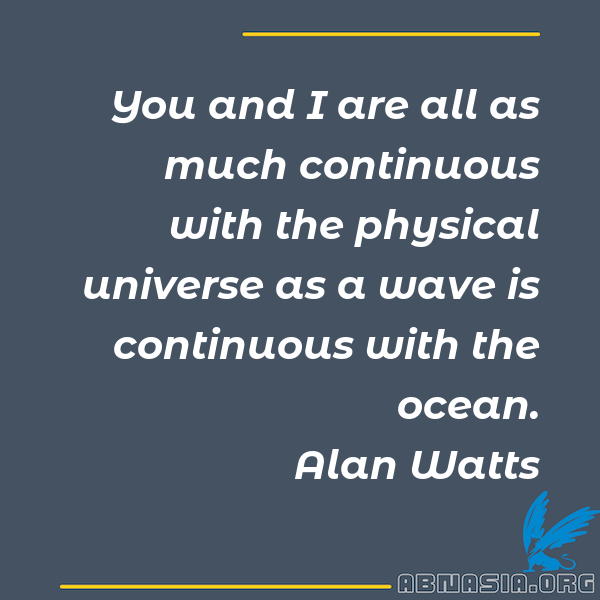 You and I are all as
much continuous
with the physical
universe as a wave is
continuous with the
ocean.
Alan Watts
ABNASIA.ORG